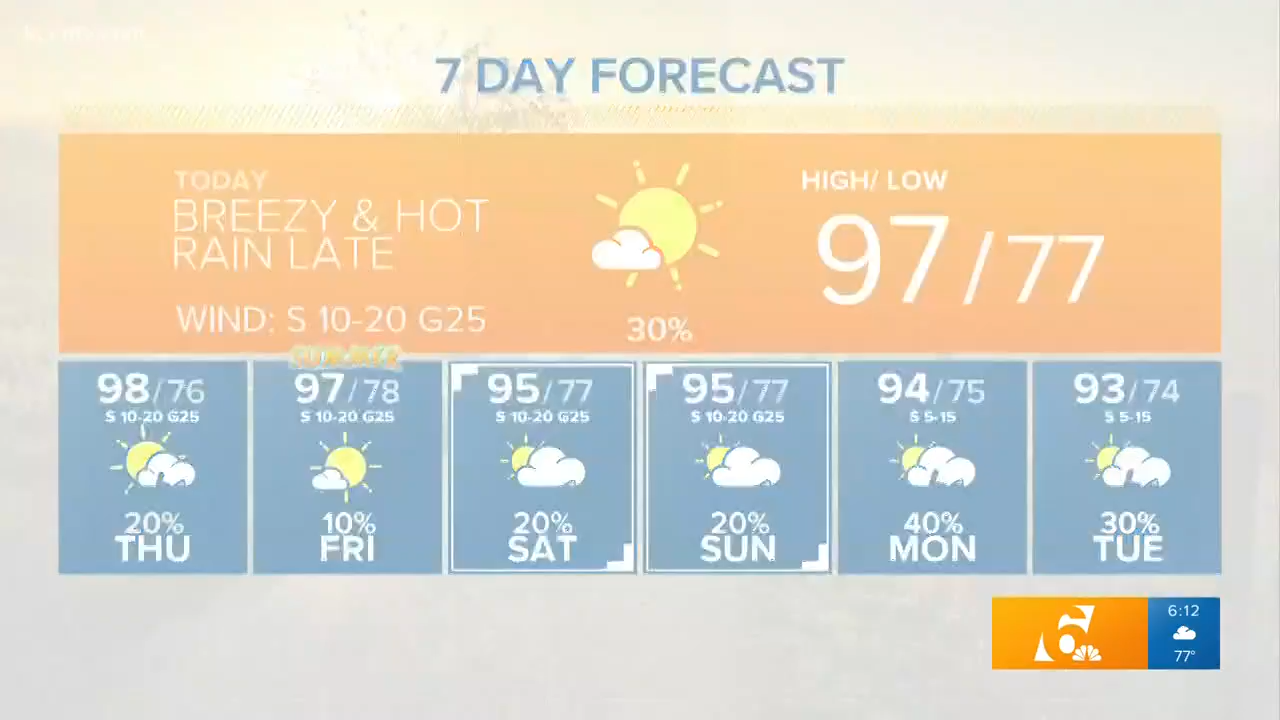 7 DAY FORECAST
TODAY
BREEZY & HOT
RAIN LATE
WIND: S 10-20 G25
30%
HIGH/ LOW
97/77
SUMMER
98/76
S 10-20 G25
20%
THU
97/78
S 10-20 G25
10%
FRI
95/77
S 10-20 G25
20%
SAT
95/77
S 10-20 G25
20%
SUN
94/75
S 5-15
40%
MON
93/74
S 5-15
30%
TUE
6
6:12
77°